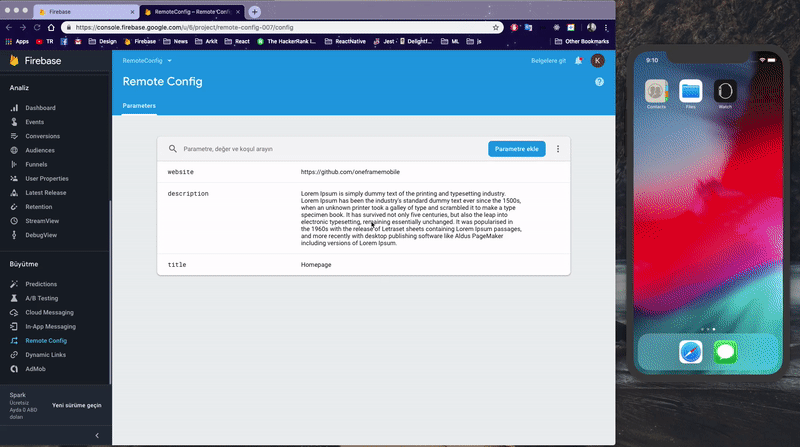 Firebase
RemoteConfig – Remote Config
https://console.firebase.google.com/u/6/project/remote-config-007/config
Apps
TR
Design
Firebase
News
Arkit
React
The HackerRank I...
ReactNative
Jest
Delightf...
ML
js
Other Bookmarks
Firebase
RemoteConfig
Belgelere git
K
Remote Config
Parameters
Analiz
Dashboard
Events
Conversions
Audiences
Funnels
User Properties
Latest Release
Retention
StreamView
DebugView
Büyütme
Predictions
A/B Testing
Cloud Messaging
In-App Messaging
Remote Config
Dynamic Links
AdMob
Spark
Ücretsiz
Ayda 0 ABD
doları
Yeni sürüme geçin
Parametre, değer ve koşul arayın
Parametre ekle
website
https://github.com/oneframemobile
description
Lorem Ipsum is simply dummy text of the printing and typesetting industry.
Lorem Ipsum has been the industry's standard dummy text ever since the 1500s,
when an unknown printer took a galley of type and scrambled it to make a type
specimen book. It has survived not only five centuries, but also the leap into
electronic typesetting, remaining essentially unchanged. It was popularised in
the 1960s with the release of Letraset sheets containing Lorem Ipsum passages,
and more recently with desktop publishing software like Aldus PageMaker
including versions of Lorem Ipsum.
title
Homepage
9:10
Contacts
Files
Watch